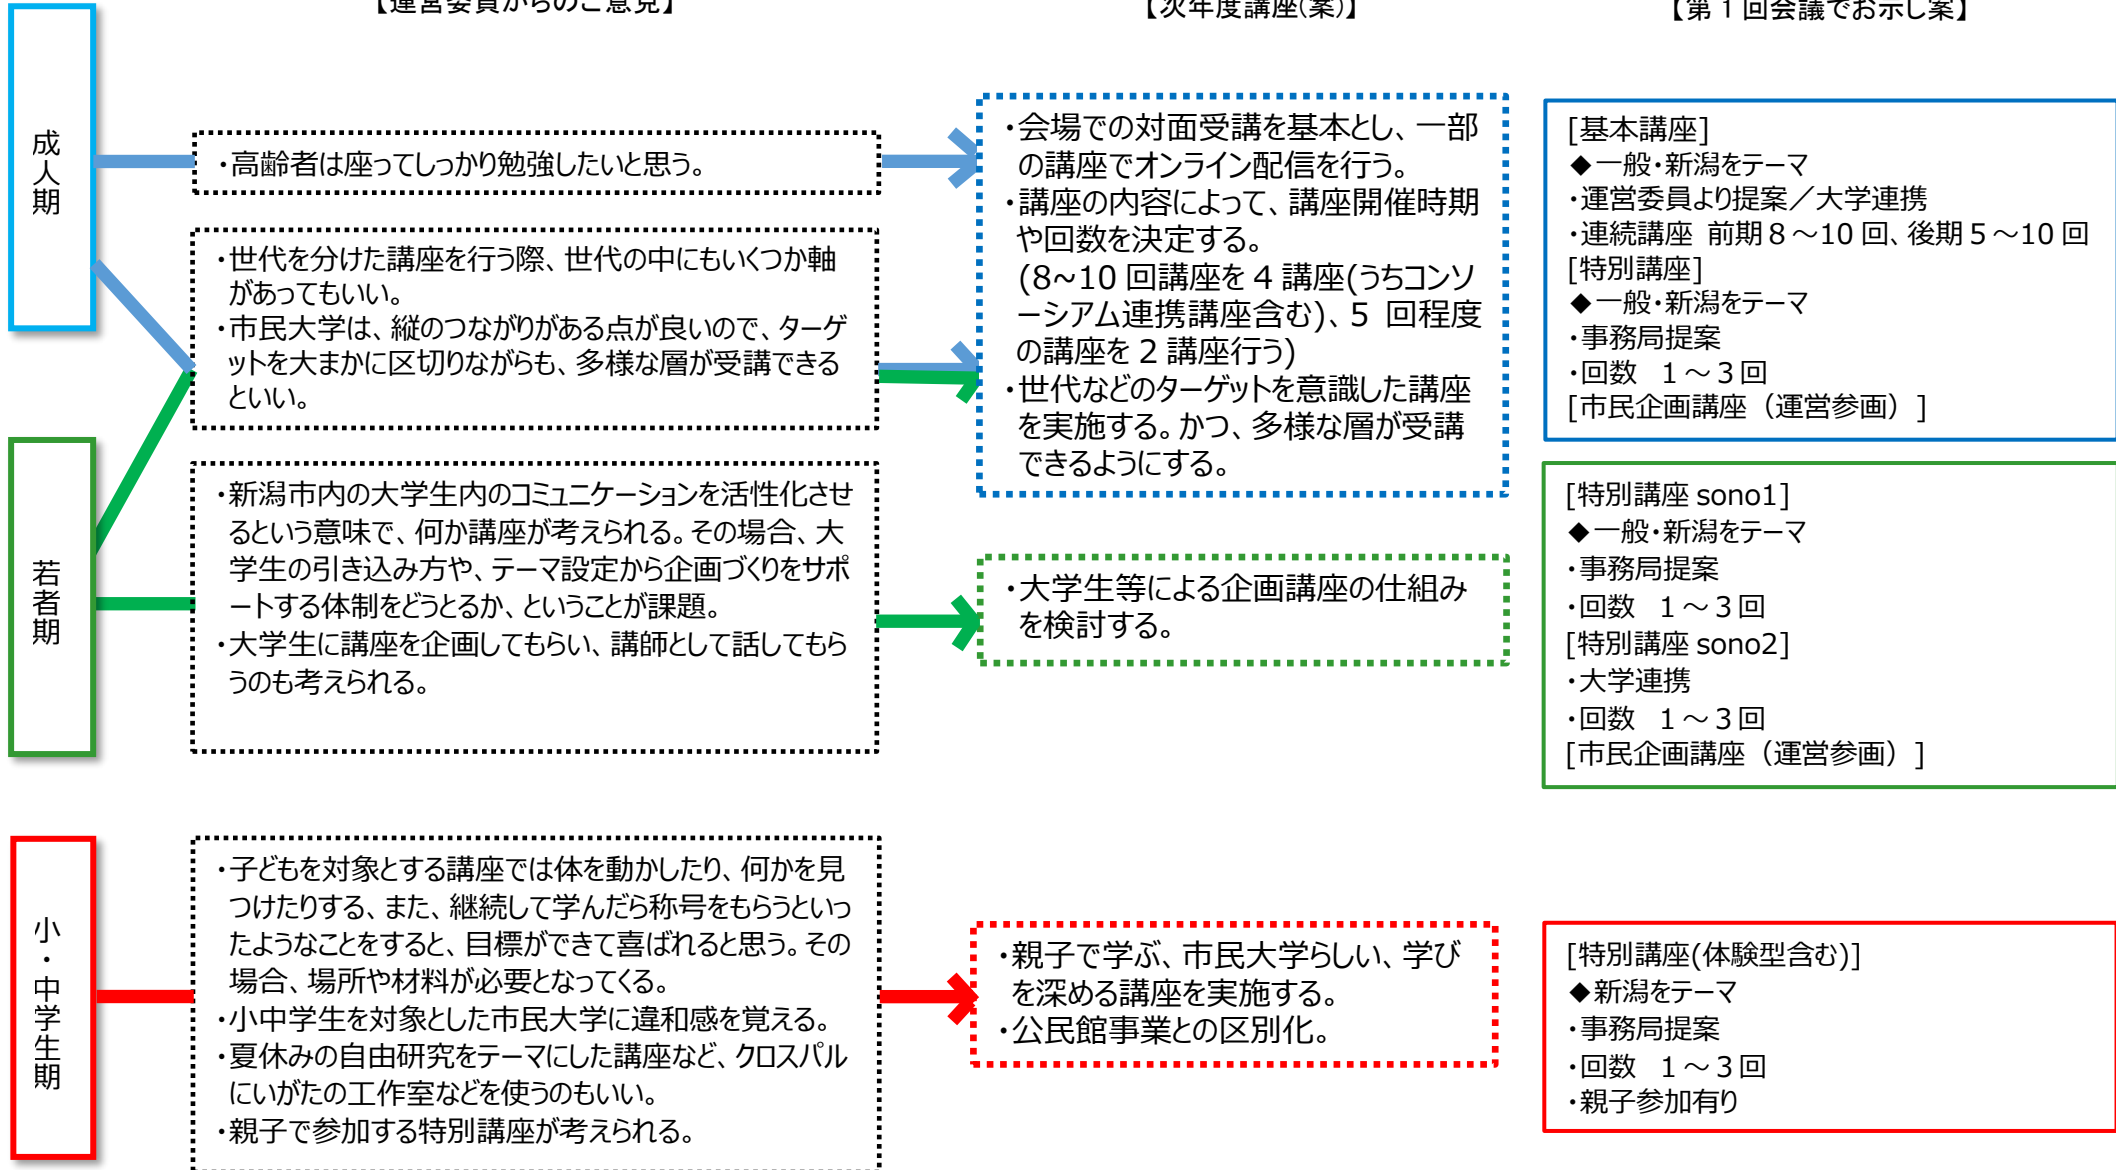 【運営委員からのご意見】
【次年度講座(案)】
【第1回会議でお示し案】
成人期
・高齢者は座ってしっかり勉強したいと思う。
・世代を分けた講座を行う際、世代の中にもいくつか軸
があってもいい。
・市民大学は、縦のつながりがある点が良いので、ターゲ
ットを大まかに区切りながらも、多様な層が受講できる
といい。
・会場での対面受講を基本とし、一部
の講座でオンライン配信を行う。
・講座の内容によって、講座開催時期
や回数を決定する。
(8~10回講座を4講座(うちコンソ
ーシアム連携講座含む)、5回程度
の講座を2講座行う)
・世代などのターゲットを意識した講座
を実施する。かつ、多様な層が受講
できるようにする。
[基本講座]
◆一般・新潟をテーマ
・運営委員より提案／大学連携
・連続講座 前期8～10回、後期5～10回
[特別講座]
◆一般・新潟をテーマ
・事務局提案
・回数 1～3回
[市民企画講座（運営参画）]
若者期
・新潟市内の大学生内のコミュニケーションを活性化させ
るという意味で、何か講座が考えられる。その場合、大
学生の引き込み方や、テーマ設定から企画づくりをサポ
ートする体制をどうとるか、ということが課題。
・大学生に講座を企画してもらい、講師として話してもら
うのも考えられる。
・大学生等による企画講座の仕組み
を検討する。
[特別講座 sono1]
◆一般・新潟をテーマ
・事務局提案
・回数 1～3回
[特別講座 sono2]
・大学連携
・回数 1～3回
[市民企画講座（運営参画）]
小・中学生期
・子どもを対象とする講座では体を動かしたり、何かを見
つけたりする、また、継続して学んだら称号をもらうといっ
たようなことをすると、目標ができて喜ばれると思う。その
場合、場所や材料が必要となってくる。
・小中学生を対象とした市民大学に違和感を覚える。
・夏休みの自由研究をテーマにした講座など、クロスパル
にいがたの工作室などを使うのもいい。
・親子で参加する特別講座が考えられる。
・親子で学ぶ、市民大学らしい、学び
を深める講座を実施する。
・公民館事業との区別化。
[特別講座(体験型含む)]
◆新潟をテーマ
・事務局提案
・回数 1～3回
・親子参加有り